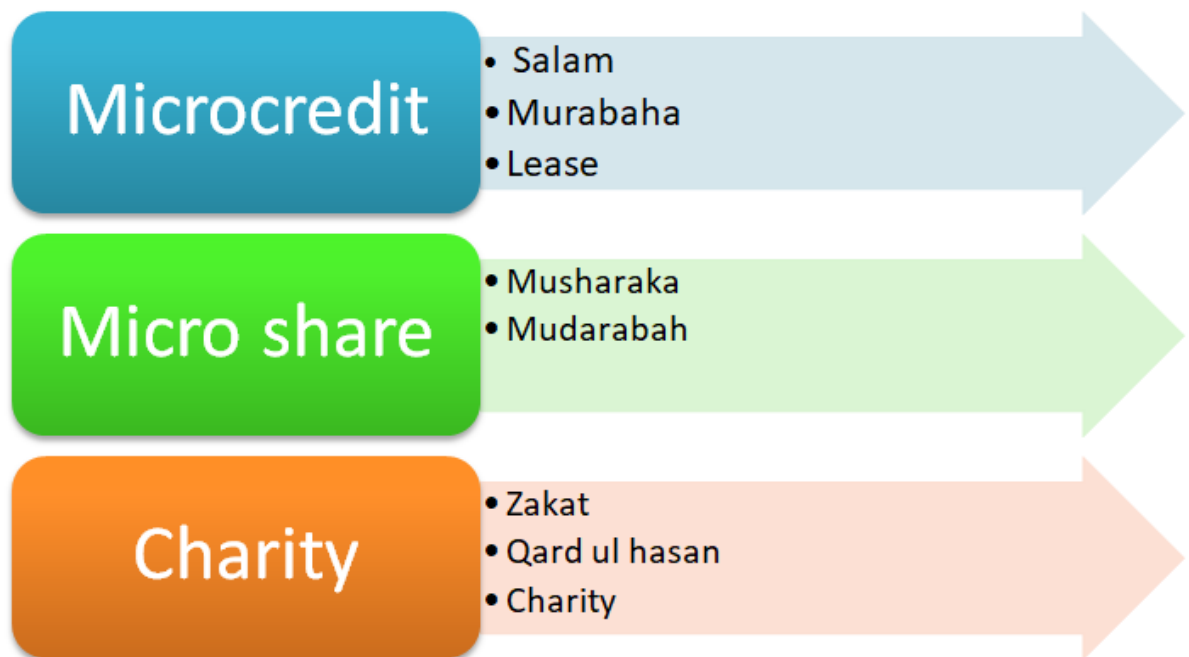 Microcredit
• Salam
• Murabaha
• Lease
Micro share
• Musharaka
• Mudarabah
Charity
• Zakat
• Qard ul hasan
• Charity